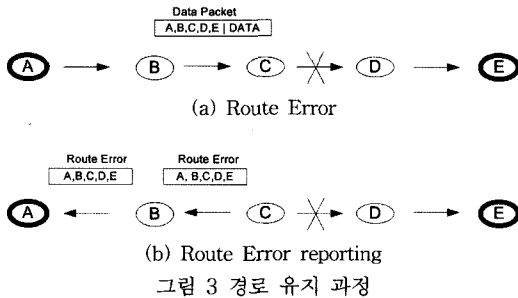 Data Packet
A,B,C,D,E | DATA
A B C D E
(a) Route Error
Route Error Route Error
A,B,C,D,E A, B,C,D,E
A B C D E
(b) Route Error reporting
그림 3 경로 유지 과정